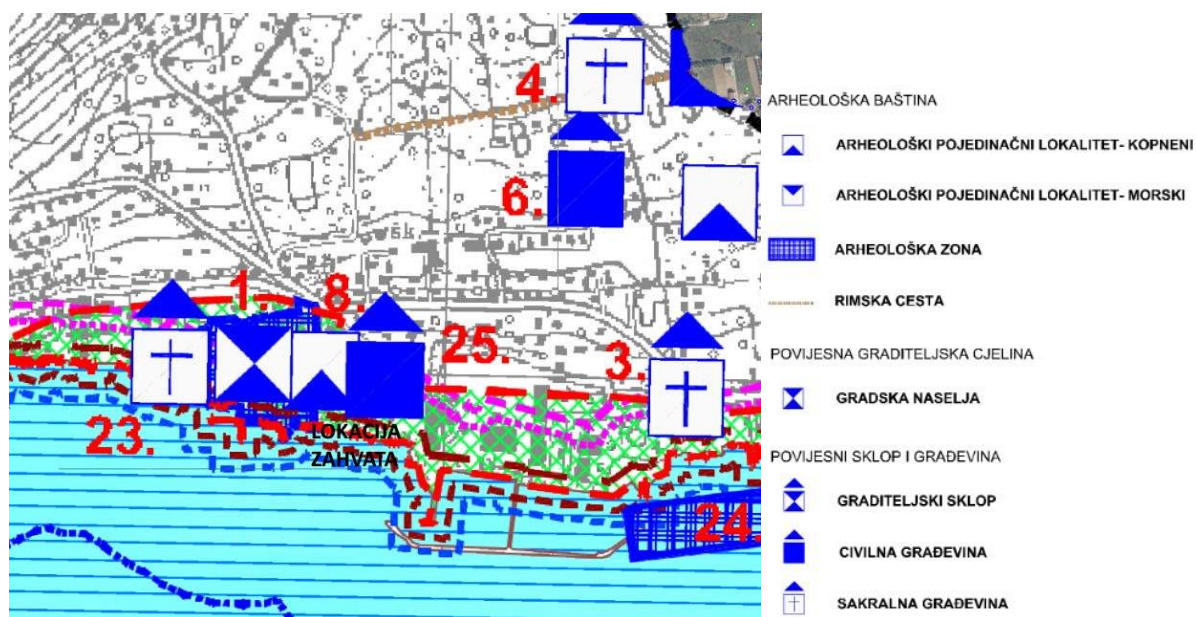 4.
6.
1.
8.
25.
3.
23.
LOKACIJA
ZAHVATA
24.
ARHEOLOŠKA BAŠTINA
ARHEOLOŠKI POJEDINAČNI LOKALITET- KOPNENI
ARHEOLOŠKI POJEDINAČNI LOKALITET- MORSKI
ARHEOLOŠKA ZONA
RIMSKA CESTA
POVIJESNA GRADITELJSKA CJELINA
GRADSKA NASELJA
POVIJESNI SKLOP I GRAĐEVINA
GRADITELJSKI SKLOP
CIVILNA GRAĐEVINA
SAKRALNA GRAĐEVINA